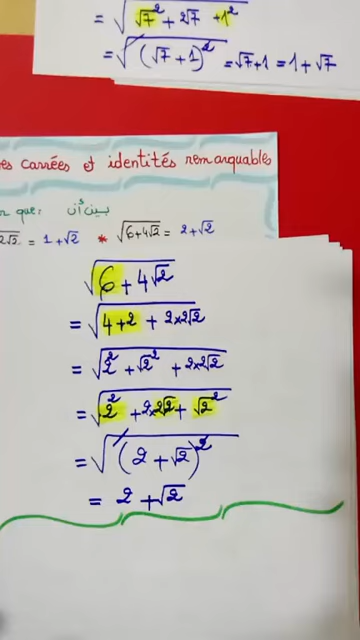 = √(√7² + 2√7 + 1²)
= √((√7 + 1)²) = √7 + 1 = 1 + √7
carrées et identités remarquables
que: بين أن
2√2 = 1 + √2 * √(6 + 4√2) = 2 + √2
√(6 + 4√2)
= √(4 + 2 + 2×2√2)
= √(2² + √2² + 2×2√2)
= √(2² + 2×2√2 + √2²)
= √((2 + √2)²)
= 2 + √2